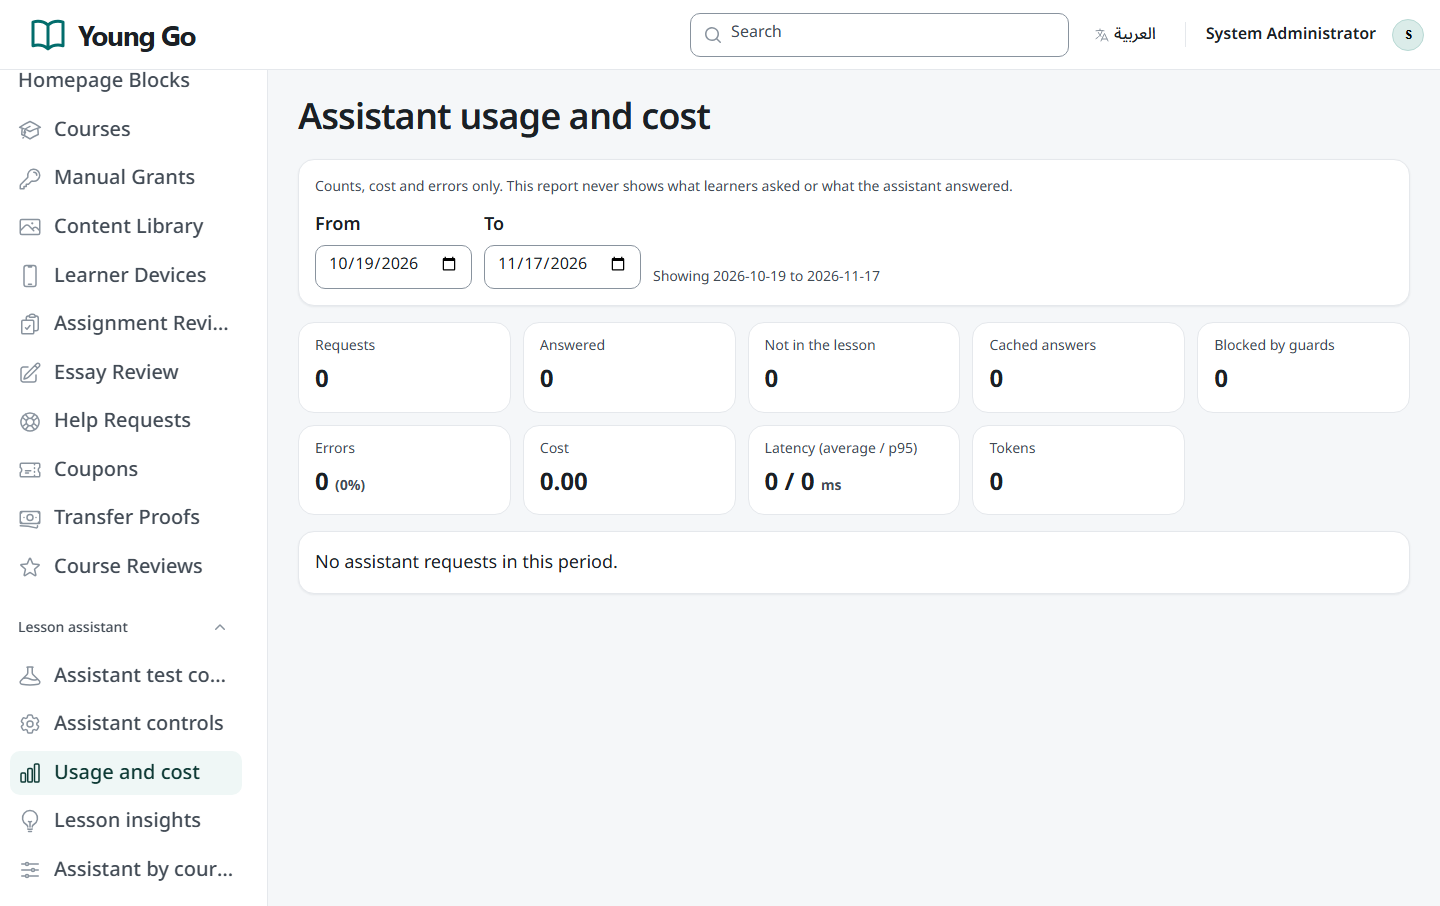 Young Go
Search
العربية
System Administrator
S
Homepage Blocks
Courses
Manual Grants
Content Library
Learner Devices
Assignment Revi...
Essay Review
Help Requests
Coupons
Transfer Proofs
Course Reviews
Lesson assistant
Assistant test co...
Assistant controls
Usage and cost
Lesson insights
Assistant by cour...
Assistant usage and cost
Counts, cost and errors only. This report never shows what learners asked or what the assistant answered.
From To
10/19/2026 11/17/2026 Showing 2026-10-19 to 2026-11-17
Requests
0
Answered
0
Not in the lesson
0
Cached answers
0
Blocked by guards
0
Errors
0 (0%)
Cost
0.00
Latency (average / p95)
0 / 0 ms
Tokens
0
No assistant requests in this period.